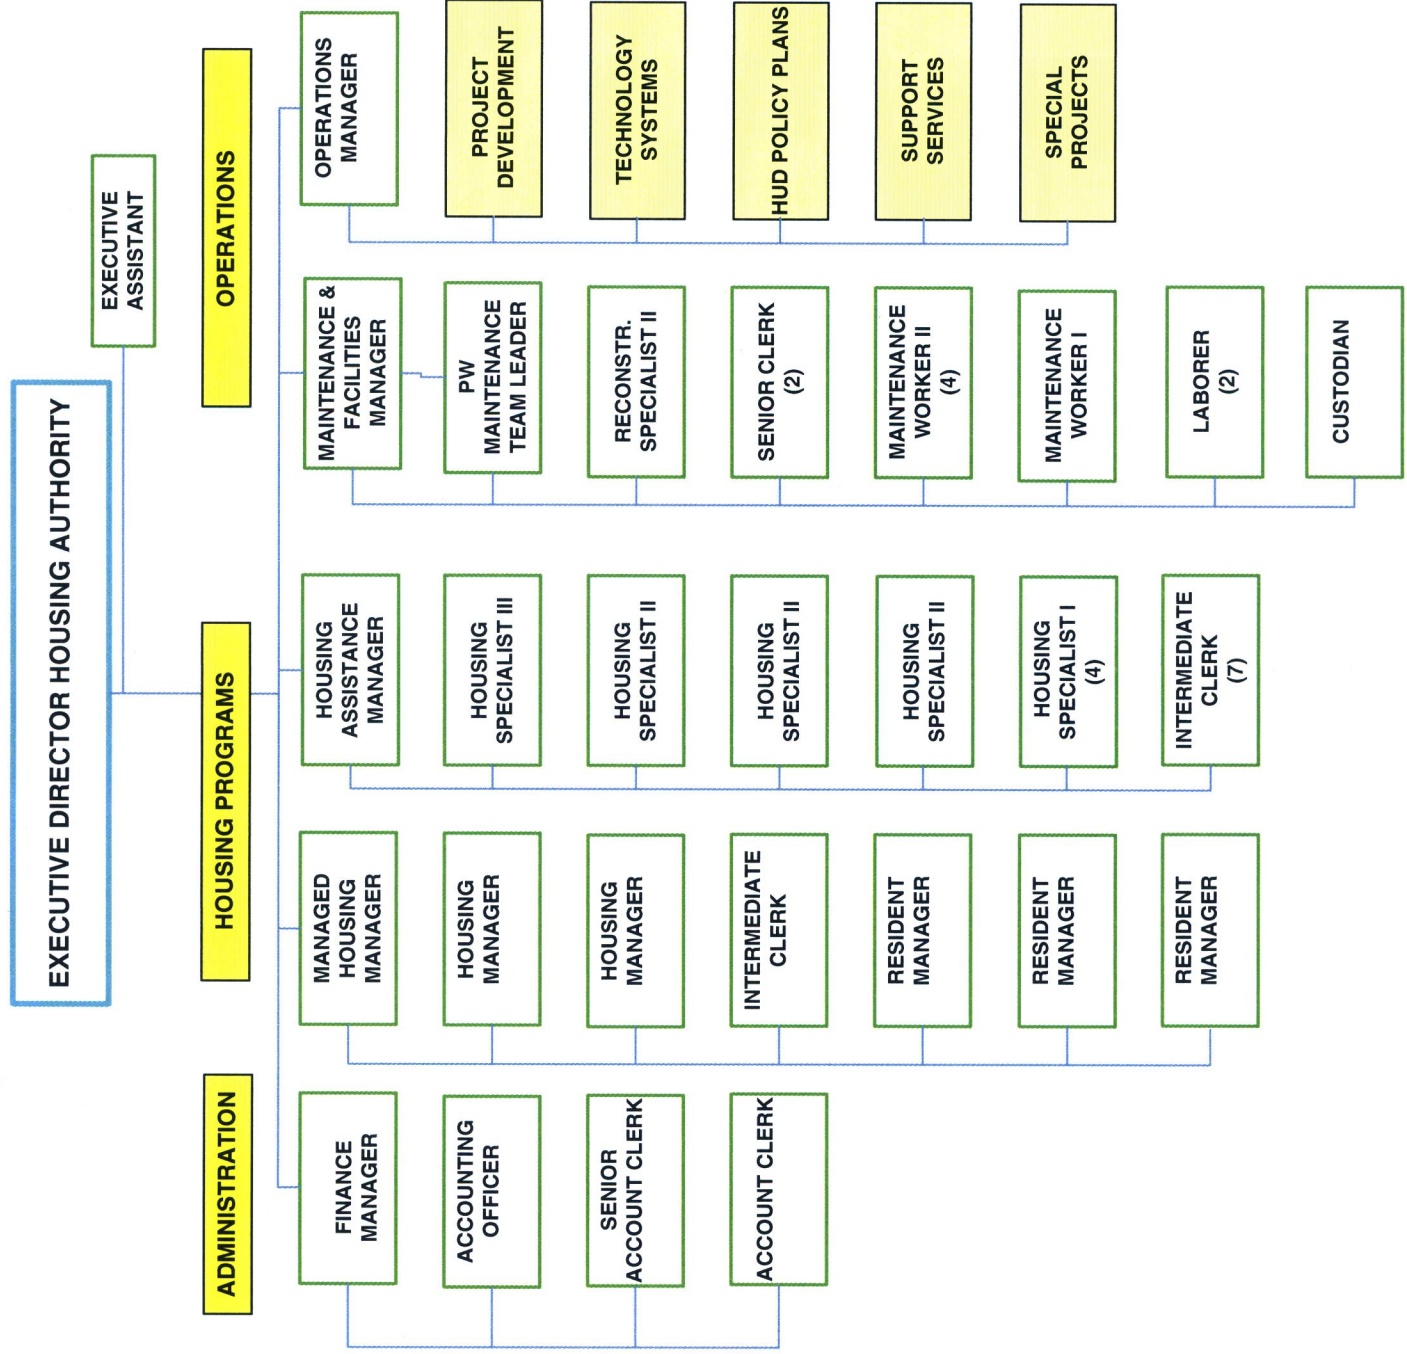 EXECUTIVE DIRECTOR HOUSING AUTHORITY
EXECUTIVE
ASSISTANT
ADMINISTRATION
HOUSING PROGRAMS
OPERATIONS
FINANCE
MANAGER
ACCOUNTING
OFFICER
SENIOR
ACCOUNT CLERK
ACCOUNT CLERK
MANAGED
HOUSING
MANAGER
HOUSING
MANAGER
HOUSING
MANAGER
INTERMEDIATE
CLERK
RESIDENT
MANAGER
RESIDENT
MANAGER
RESIDENT
MANAGER
HOUSING
ASSISTANCE
MANAGER
HOUSING
SPECIALIST III
HOUSING
SPECIALIST II
HOUSING
SPECIALIST II
HOUSING
SPECIALIST II
HOUSING
SPECIALIST I
(4)
INTERMEDIATE
CLERK
(7)
MAINTENANCE &
FACILITIES
MANAGER
PW
MAINTENANCE
TEAM LEADER
RECONSTR.
SPECIALIST II
SENIOR CLERK
(2)
MAINTENANCE
WORKER II
(4)
MAINTENANCE
WORKER I
LABORER
(2)
CUSTODIAN
OPERATIONS
MANAGER
PROJECT
DEVELOPMENT
TECHNOLOGY
SYSTEMS
HUD POLICY PLANS
SUPPORT
SERVICES
SPECIAL
PROJECTS